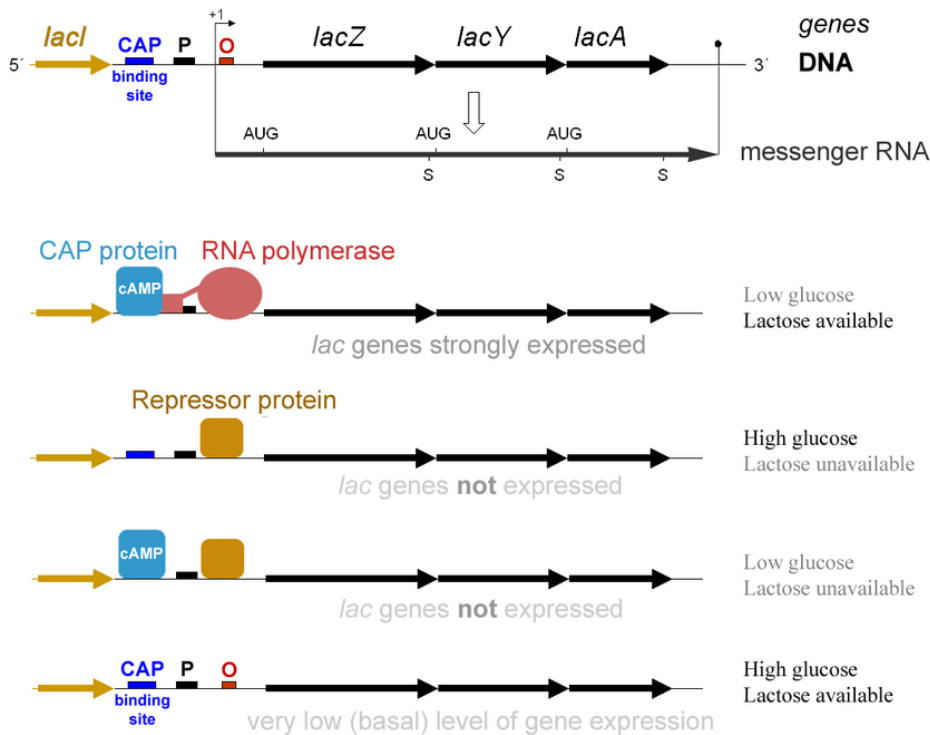 +1
lacI lacZ lacY lacA genes
CAP P O
5´ 3´ DNA
binding
site
AUG AUG AUG
messenger RNA
S S S
CAP protein RNA polymerase
cAMP
Low glucose
Lactose available
lac genes strongly expressed
Repressor protein
High glucose
Lactose unavailable
lac genes not expressed
cAMP
Low glucose
Lactose unavailable
lac genes not expressed
CAP P O
High glucose
Lactose available
binding
site
very low (basal) level of gene expression